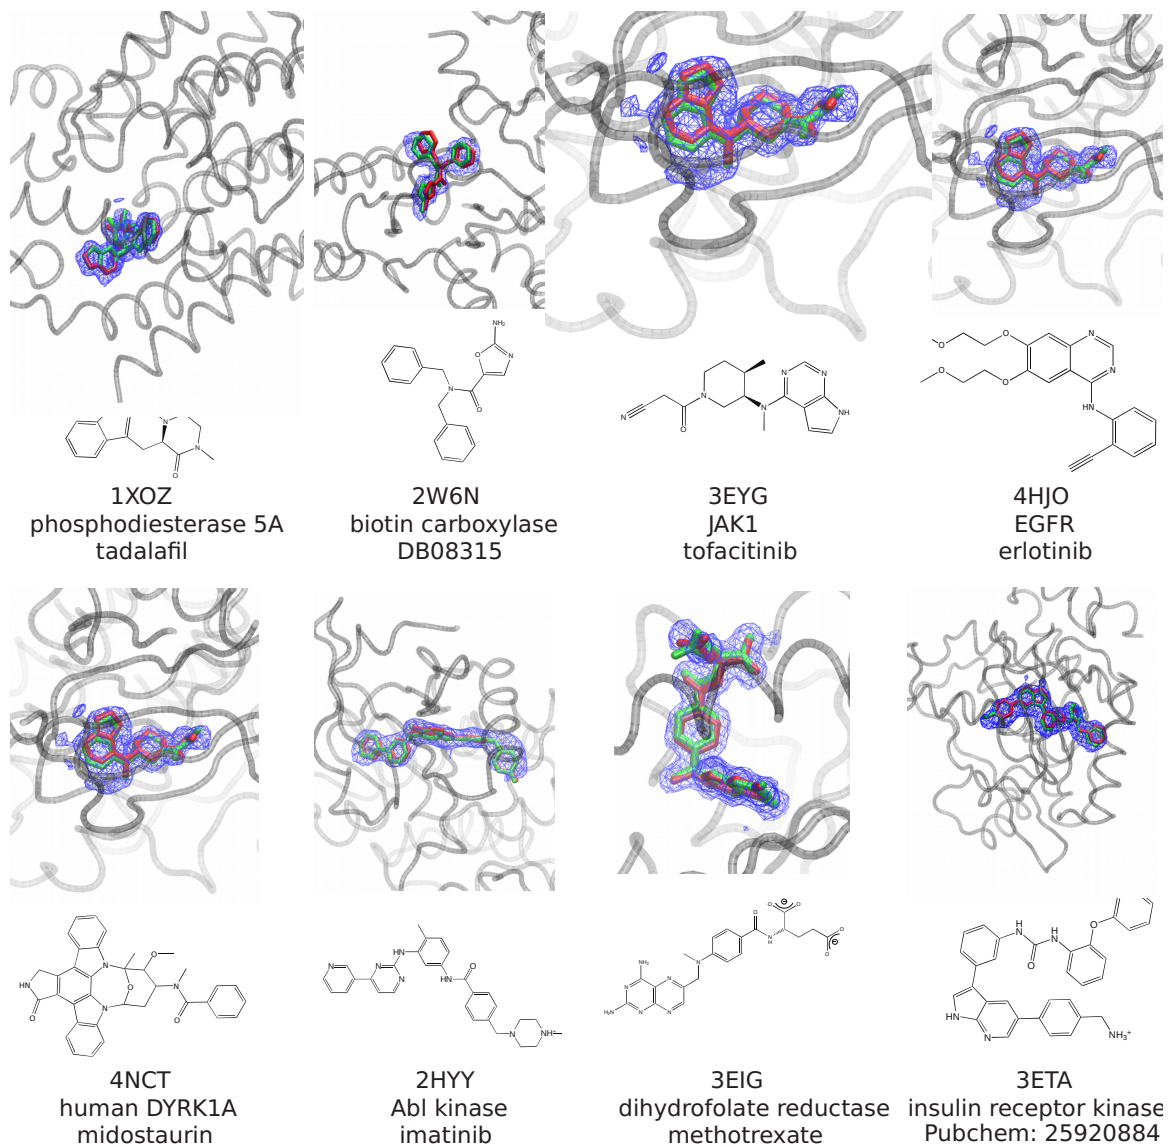 1XOZ
phosphodiesterase 5A
tadalafil
2W6N
biotin carboxylase
DB08315
3EYG
JAK1
tofacitinib
4HJO
EGFR
erlotinib
4NCT
human DYRK1A
midostaurin
2HYY
Abl kinase
imatinib
3EIG
dihydrofolate reductase
methotrexate
3ETA
insulin receptor kinase
Pubchem: 25920884